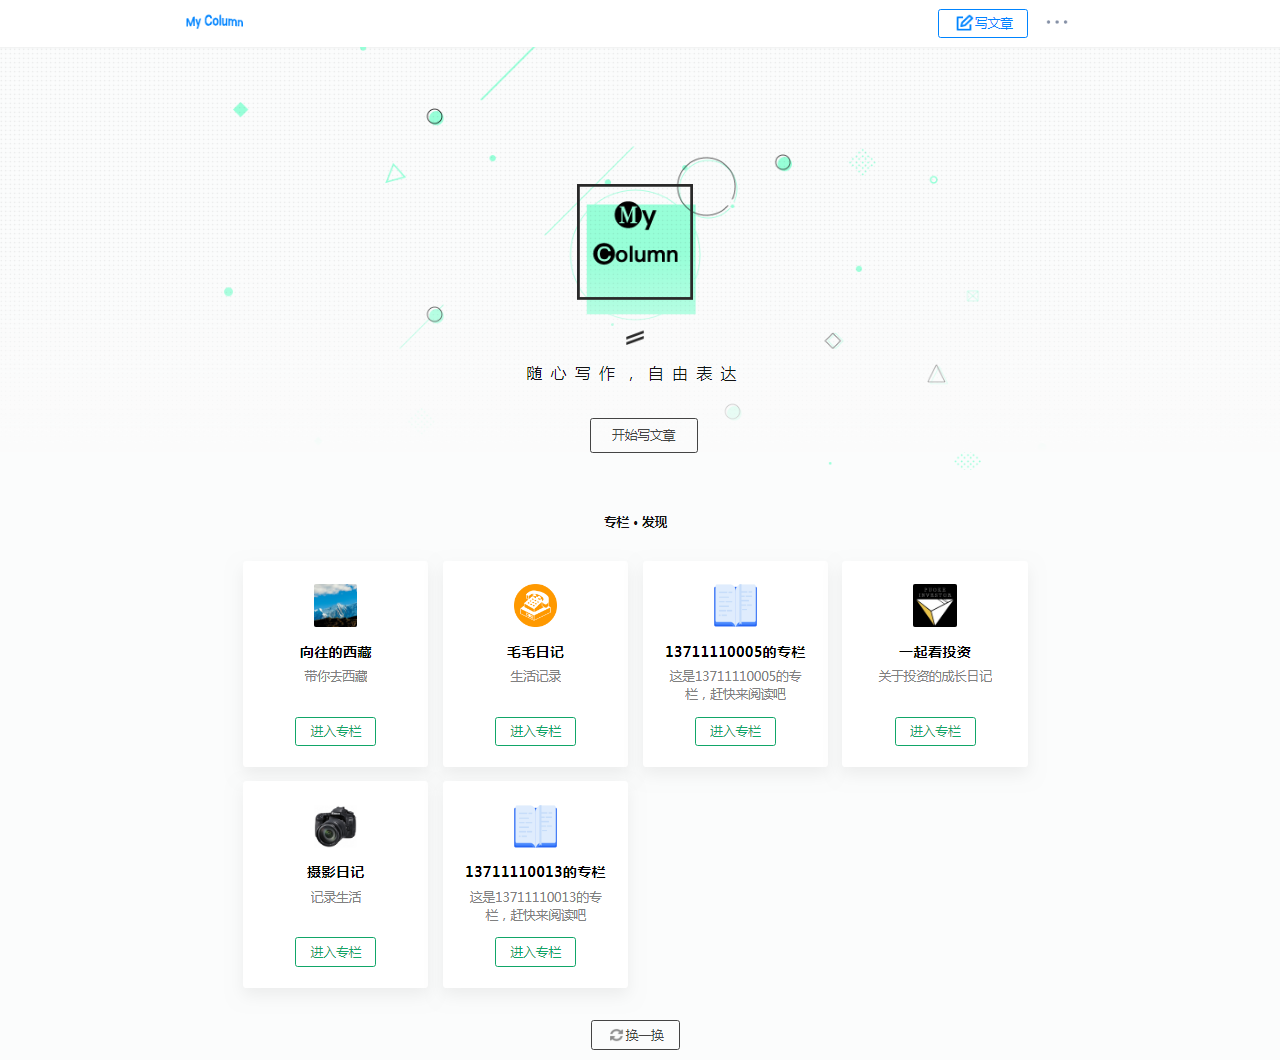 My Column
写文章
My
Column
随心写作，自由表达
开始写文章
专栏 • 发现
向往的西藏
带你去西藏
进入专栏
毛毛日记
生活记录
进入专栏
13711110005的专栏
这是13711110005的专
栏，赶快来阅读吧
进入专栏
POWER
INVESTOR
一起看投资
关于投资的成长日记
进入专栏
摄影日记
记录生活
进入专栏
13711110013的专栏
这是13711110013的专
栏，赶快来阅读吧
进入专栏
换一换